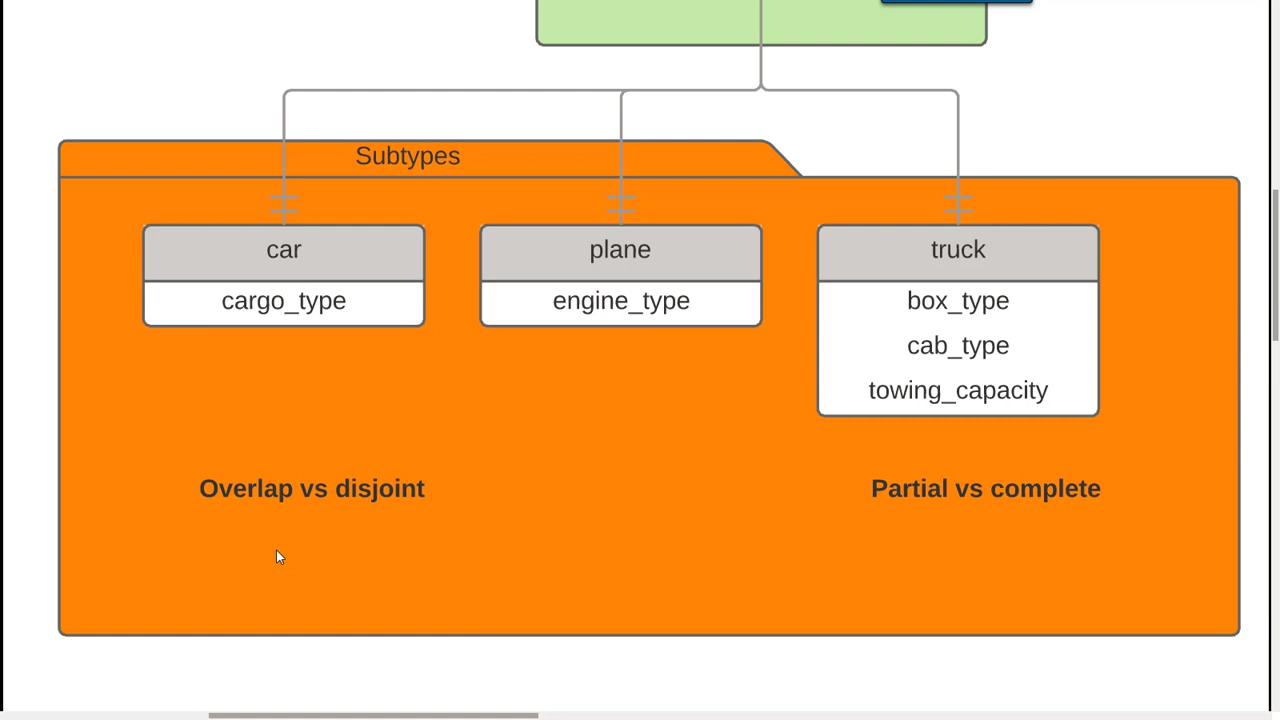 Subtypes
car
plane
truck
cargo_type
engine_type
box_type
cab_type
towing_capacity
Overlap vs disjoint
Partial vs complete